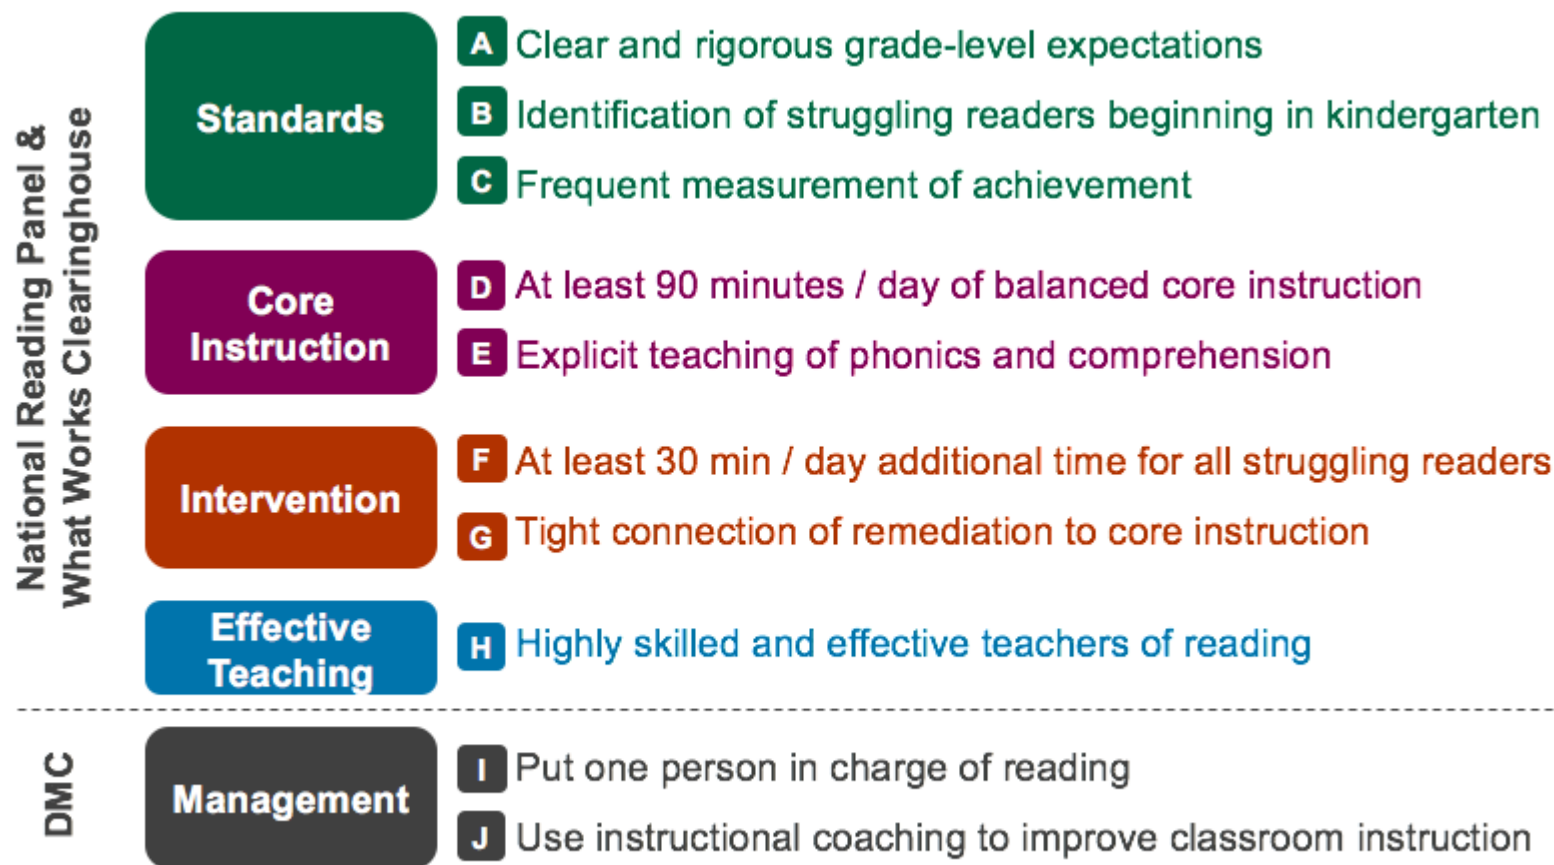 National Reading Panel &
What Works Clearinghouse
Standards
A Clear and rigorous grade-level expectations
B Identification of struggling readers beginning in kindergarten
C Frequent measurement of achievement
Core
Instruction
D At least 90 minutes / day of balanced core instruction
E Explicit teaching of phonics and comprehension
Intervention
F At least 30 min / day additional time for all struggling readers
G Tight connection of remediation to core instruction
Effective
Teaching
H Highly skilled and effective teachers of reading
DMC
Management
I Put one person in charge of reading
J Use instructional coaching to improve classroom instruction